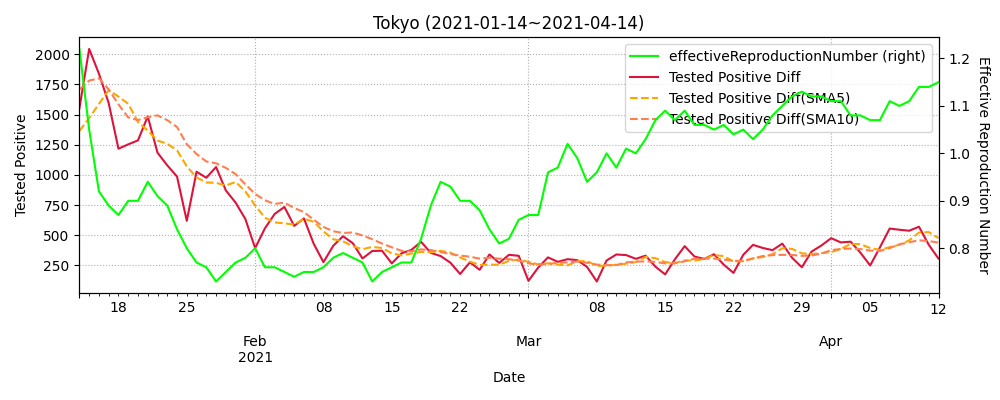 Tokyo (2021-01-14~2021-04-14)
effectiveReproductionNumber (right)
Tested Positive Diff
Tested Positive Diff(SMA5)
Tested Positive Diff(SMA10)
Tested Positive
2000
1750
1500
1250
1000
750
500
250
1.2
1.1
1.0
0.9
0.8
Effective Reproduction Number
18 25 08 15 22 08 15 22 29 05 12
Feb Mar Apr
2021
Date